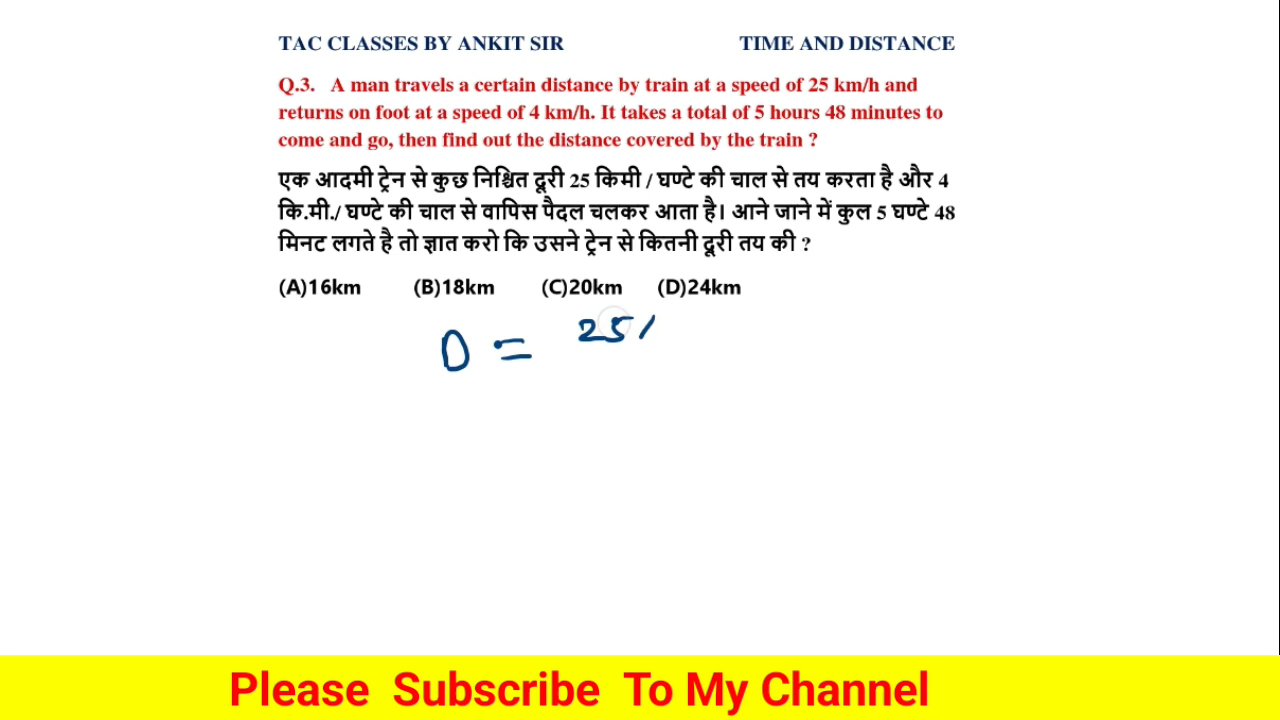 TAC CLASSES BY ANKIT SIR TIME AND DISTANCE
Q.3. A man travels a certain distance by train at a speed of 25 km/h and
returns on foot at a speed of 4 km/h. It takes a total of 5 hours 48 minutes to
come and go, then find out the distance covered by the train ?
एक आदमी ट्रेन से कुछ निश्चित दूरी 25 किमी / घण्टे की चाल से तय करता है और 4
कि.मी./ घण्टे की चाल से वापिस पैदल चलकर आता है। आने जाने में कुल 5 घण्टे 48
मिनट लगते है तो ज्ञात करो कि उसने ट्रेन से कितनी दूरी तय की ?
(A)16km (B)18km (C)20km (D)24km
D = 25
Please Subscribe To My Channel